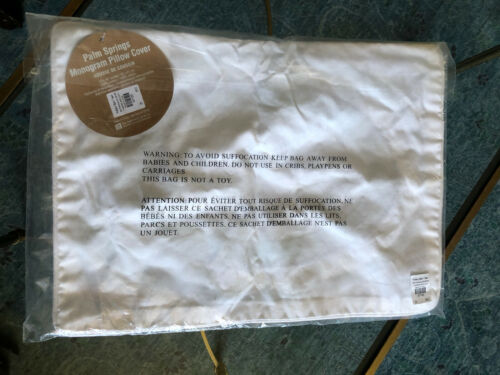 Palm Springs
Monogram Pillow Cover
HOUSSE DE COUSSIN
WARNING: TO AVOID SUFFOCATION KEEP BAG AWAY FROM
BABIES AND CHILDREN. DO NOT USE IN CRIBS, PLAYPENS OR
CARRIAGES
THIS BAG IS NOT A TOY.
ATTENTION: POUR ÉVITER TOUT RISQUE DE SUFFOCATION, NE
PAS LAISSER CE SACHET D'EMBALLAGE À LA PORTÉE DES
BÉBÉS NI DES ENFANTS, NE PAS UTILISER DANS LES LITS,
PARCS ET POUSSETTES. CE SACHET D'EMBALLAGE N'EST PAS
UN JOUET.